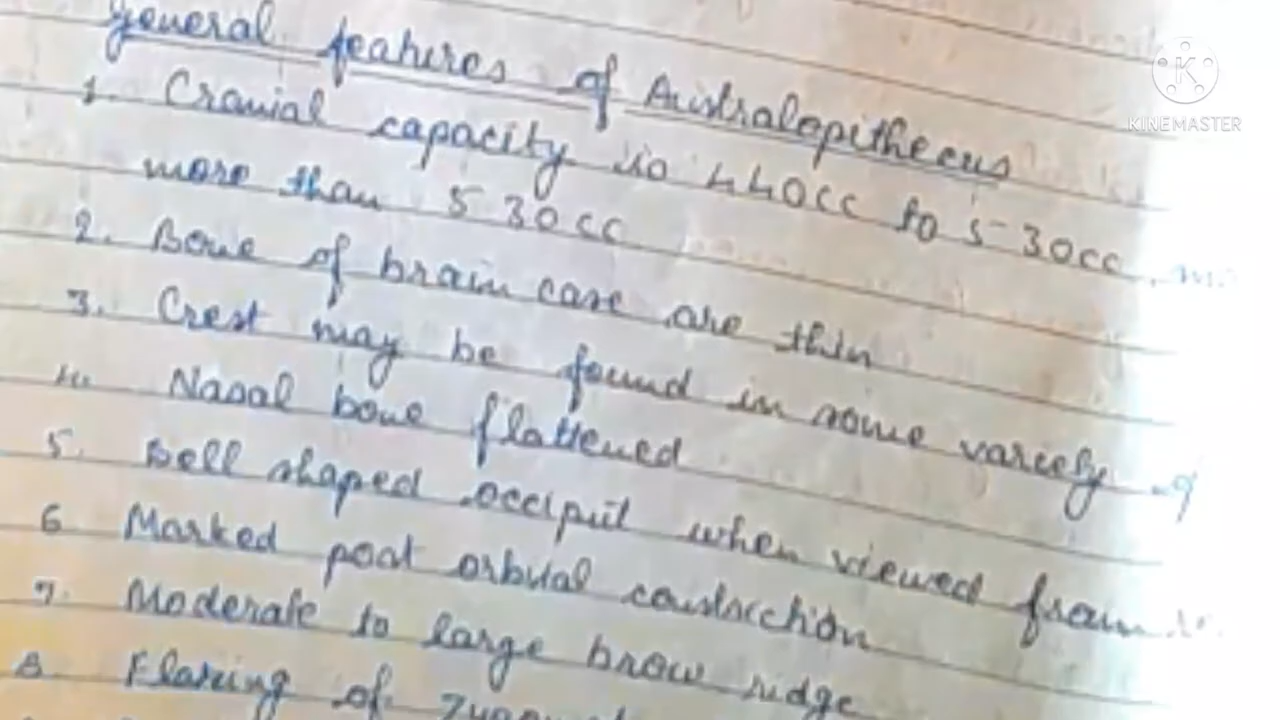 General features of Australopithecus
1. Cranial capacity is 440cc to 530cc
more than 530cc
2. Bone of brain case are thin
3. Crest may be found in some variety of
4. Nasal bone flattened
5. Bell shaped occiput when viewed from
6 Marked post orbital constriction
7. Moderate to large brow ridge
8. Flaring of
KINEMASTER